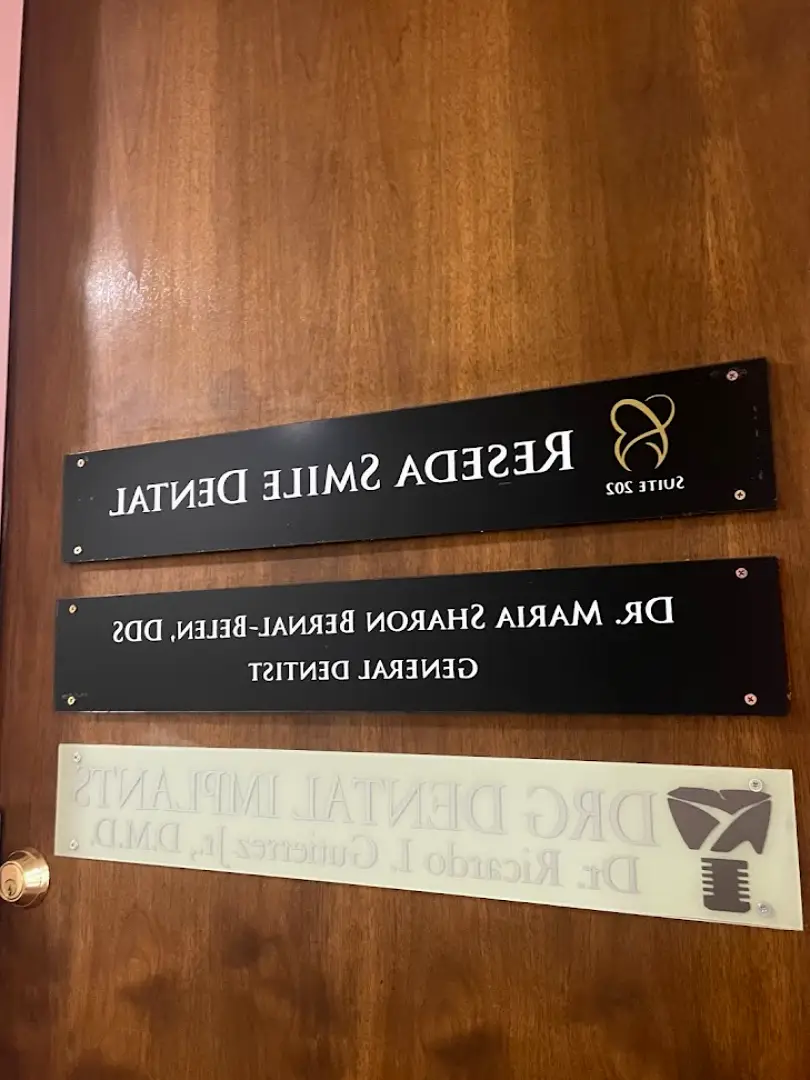 RESEDA SMILE DENTAL
SUITE 202
DR. MARIA SHARON BERNAL-BELEN, DDS
GENERAL DENTIST
DRG DENTAL IMPLANTS
Dr. Ricardo I. Gutierrez Jr., D.M.D.